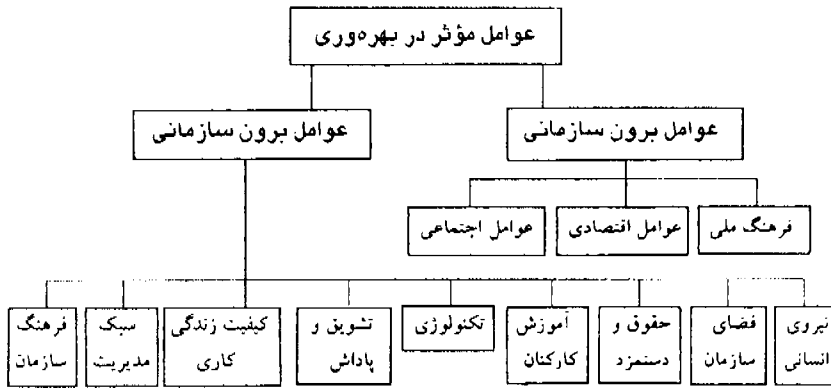 عوامل مؤثر در بهره‌وری
عوامل برون سازمانی
عوامل برون سازمانی
فرهنگ ملی
عوامل اقتصادی
عوامل اجتماعی
نیروی
انسانی
فضای
سازمان
حقوق و
دستمزد
آموزش
کارکنان
تکنولوژی
تشویق و
پاداش
کیفیت زندگی
کاری
سبک
مدیریت
فرهنگ
سازمان